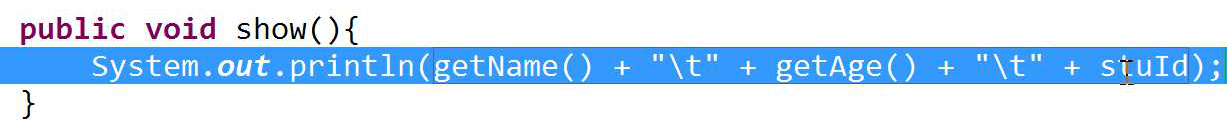 public void show(){
System.out.println(getName() + "\t" + getAge() + "\t" + stuId);
}